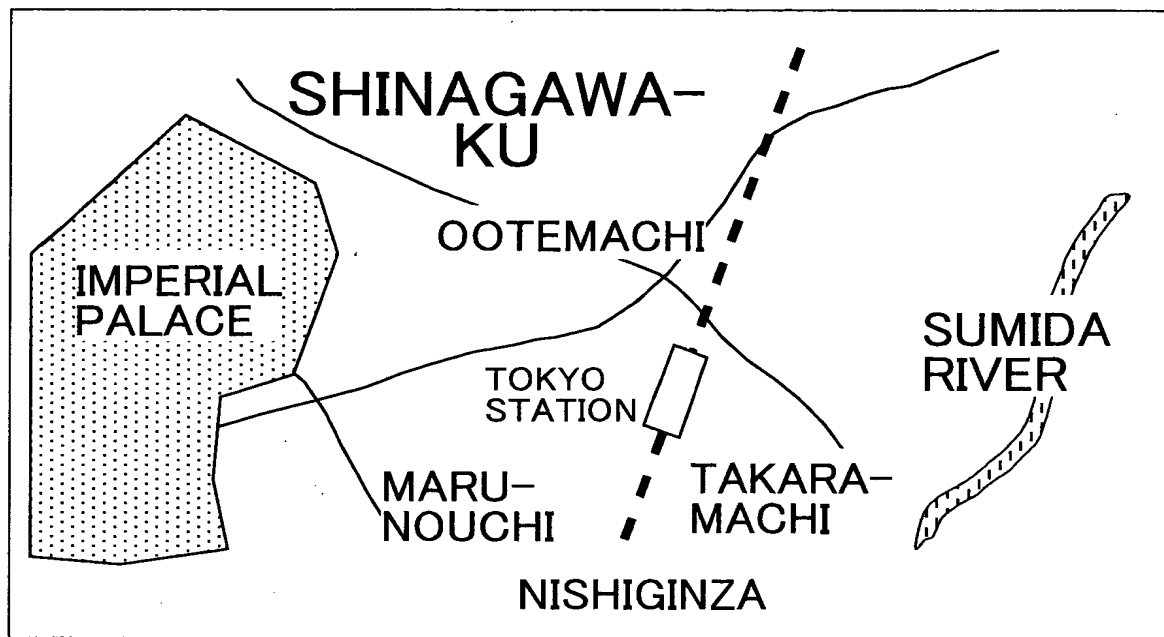 SHINAGAWA-
KU
OOTEMACHI
IMPERIAL
PALACE
SUMIDA
RIVER
TOKYO
STATION
MARU-
NOUCHI
TAKARA-
MACHI
NISHIGINZA